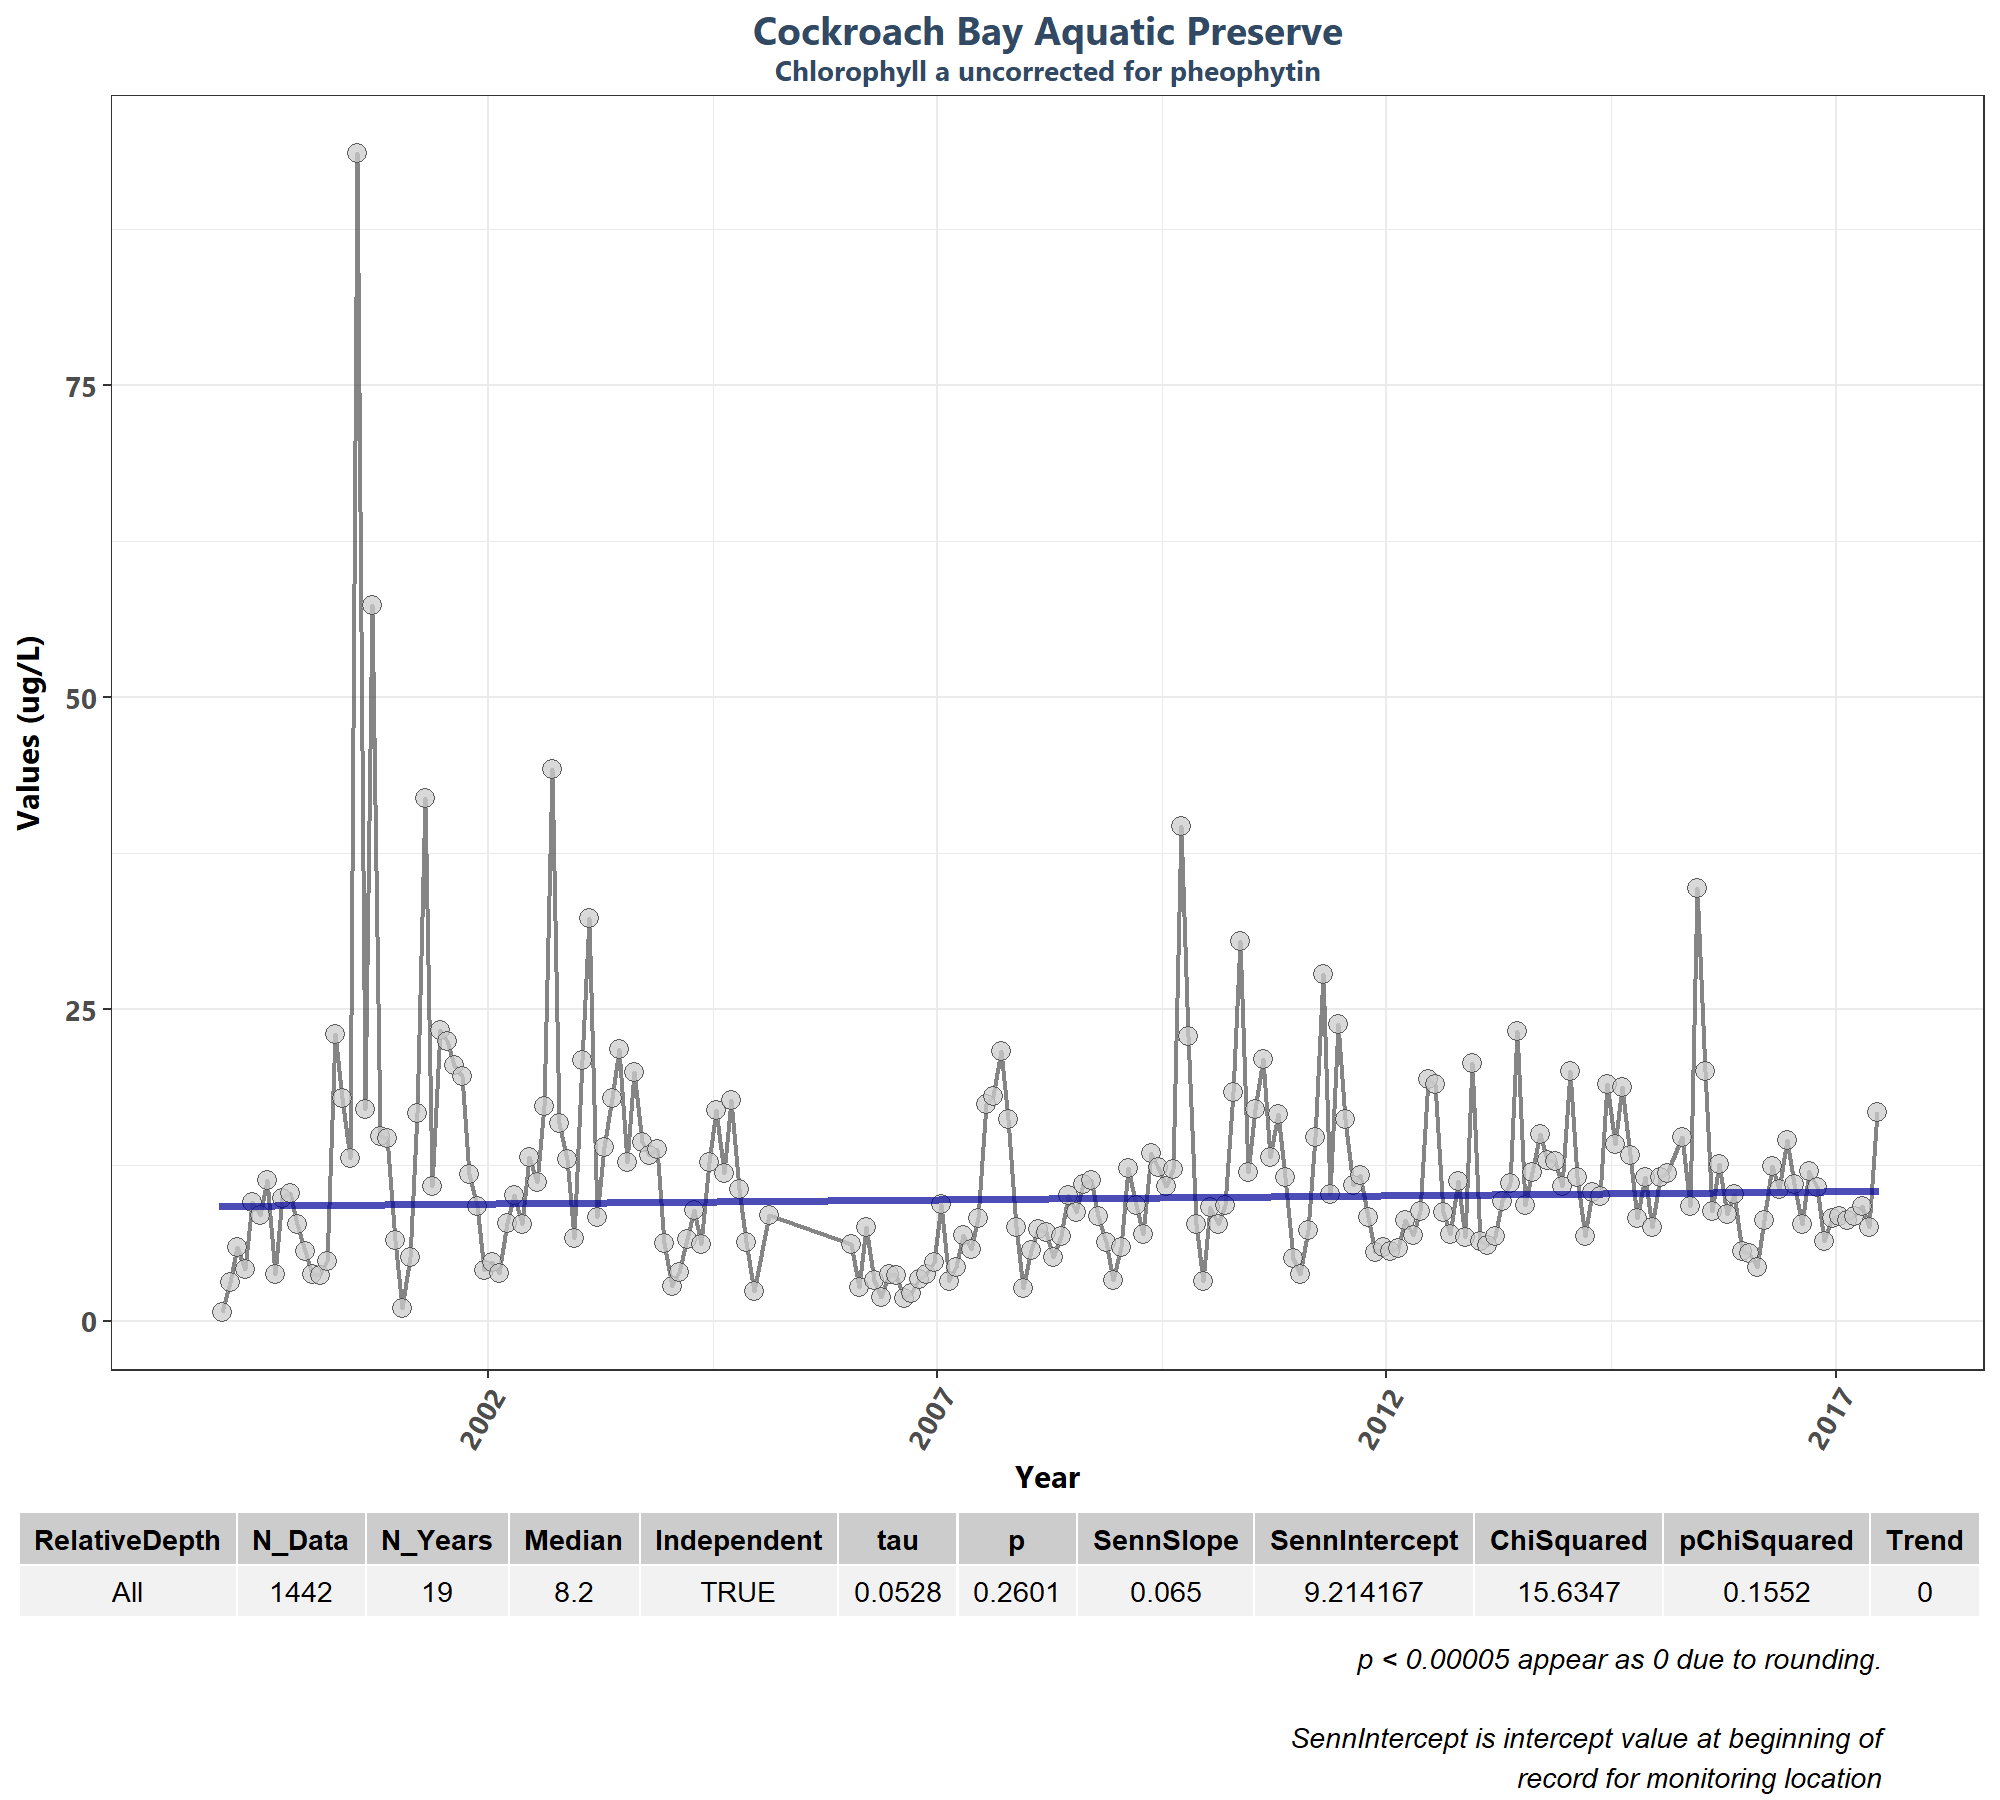 Cockroach Bay Aquatic Preserve
Chlorophyll a uncorrected for pheophytin
Values (ug/L)
75
50
25
0
2002 2007 2012 2017
Year
RelativeDepth N_Data N_Years Median Independent tau p SennSlope SennIntercept ChiSquared pChiSquared Trend
All 1442 19 8.2 TRUE 0.0528 0.2601 0.065 9.214167 15.6347 0.1552 0
p < 0.00005 appear as 0 due to rounding.
SennIntercept is intercept value at beginning of
record for monitoring location